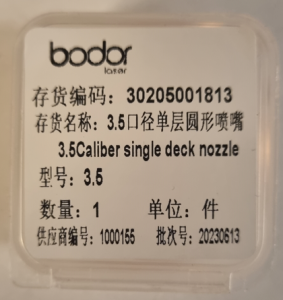 bodor
laser
存货编码：30205001813
存货名称：3.5口径单层圆形喷嘴
3.5Caliber single deck nozzle
型号：3.5
数量：1 单位：件
供应商编号：1000155 批次号：20230613